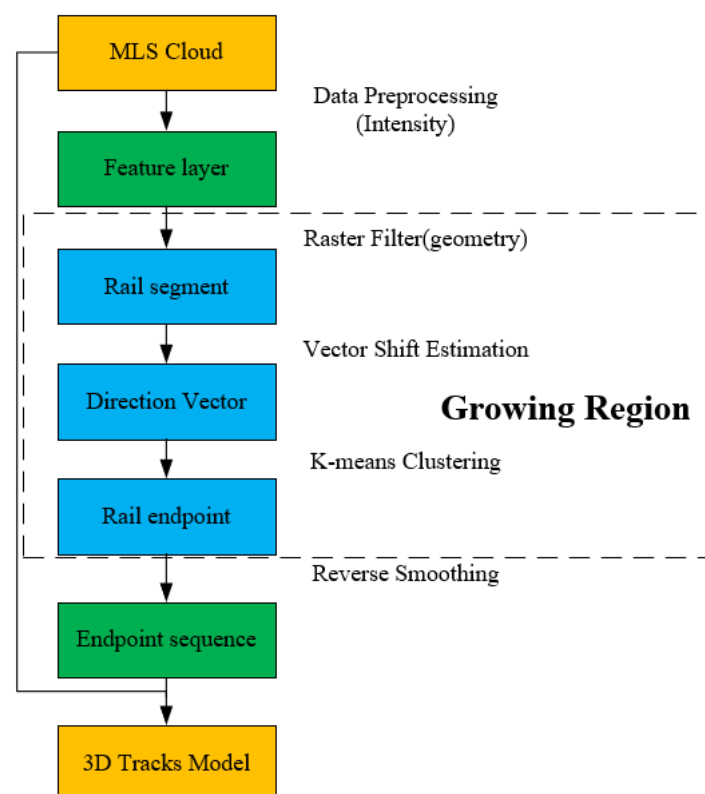 MLS Cloud
Data Preprocessing
(Intensity)
Feature layer
Raster Filter(geometry)
Rail segment
Vector Shift Estimation
Direction Vector
Growing Region
K-means Clustering
Rail endpoint
Reverse Smoothing
Endpoint sequence
3D Tracks Model